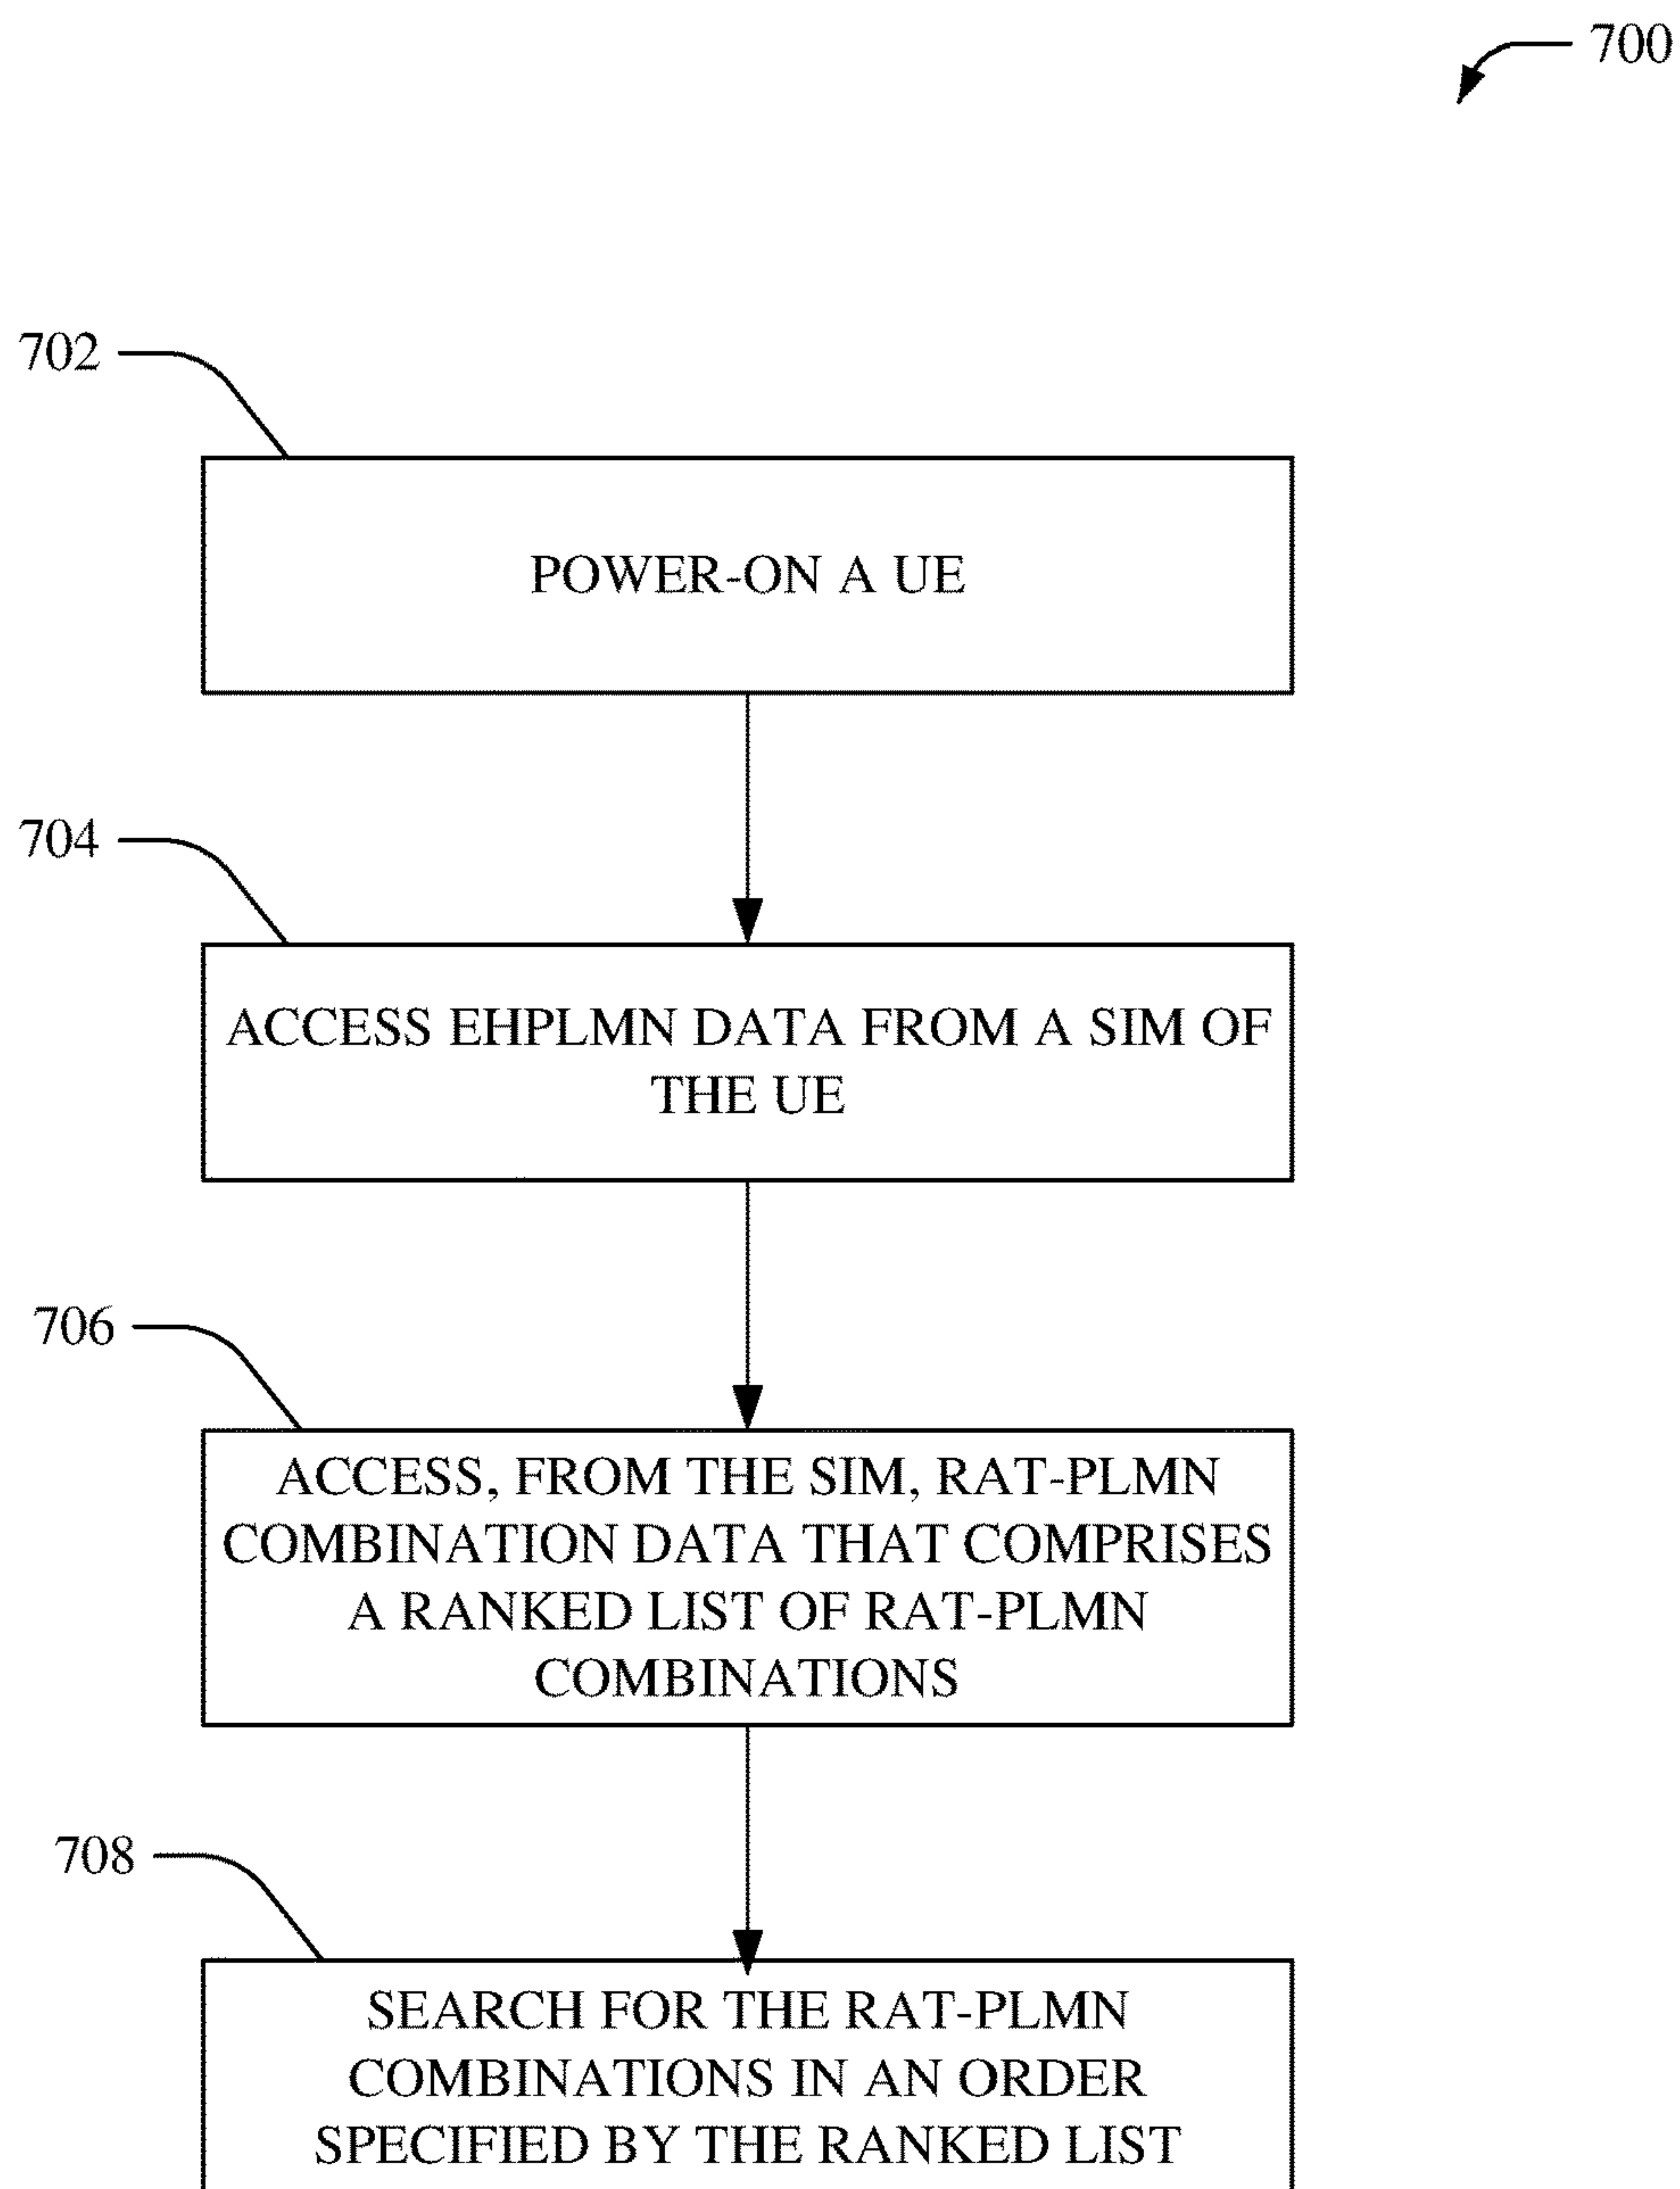 700
702
POWER-ON A UE
704
ACCESS EHPLMN DATA FROM A SIM OF
THE UE
706
ACCESS, FROM THE SIM, RAT-PLMN
COMBINATION DATA THAT COMPRISES
A RANKED LIST OF RAT-PLMN
COMBINATIONS
708
SEARCH FOR THE RAT-PLMN
COMBINATIONS IN AN ORDER
SPECIFIED BY THE RANKED LIST